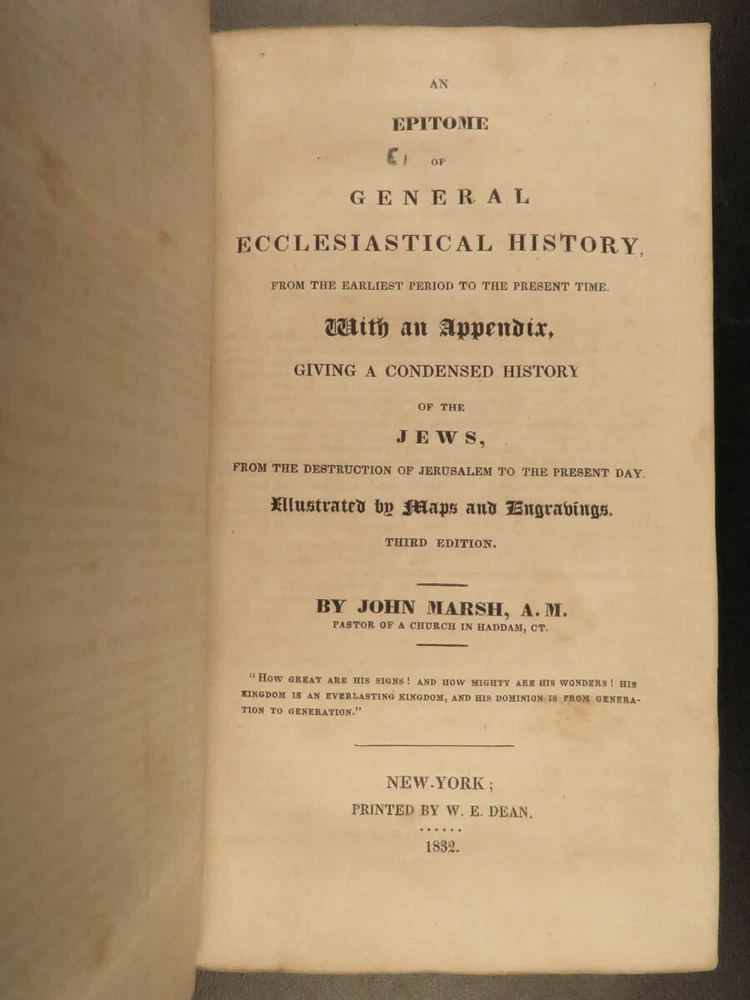 AN
EPITOME
OF
GENERAL
ECCLESIASTICAL HISTORY,
FROM THE EARLIEST PERIOD TO THE PRESENT TIME.
With an Appendix,
GIVING A CONDENSED HISTORY
OF THE
JEWS,
FROM THE DESTRUCTION OF JERUSALEM TO THE PRESENT DAY.
Illustrated by Maps and Engravings.
THIRD EDITION.
BY JOHN MARSH, A.M.
PASTOR OF A CHURCH IN HADDAM, CT.
"HOW GREAT ARE HIS SIGNS! AND HOW MIGHTY ARE HIS WONDERS! HIS
KINGDOM IS AN EVERLASTING KINGDOM, AND HIS DOMINION IS FROM GENERA-
TION TO GENERATION."
NEW-YORK;
PRINTED BY W. E. DEAN.
......
1832.